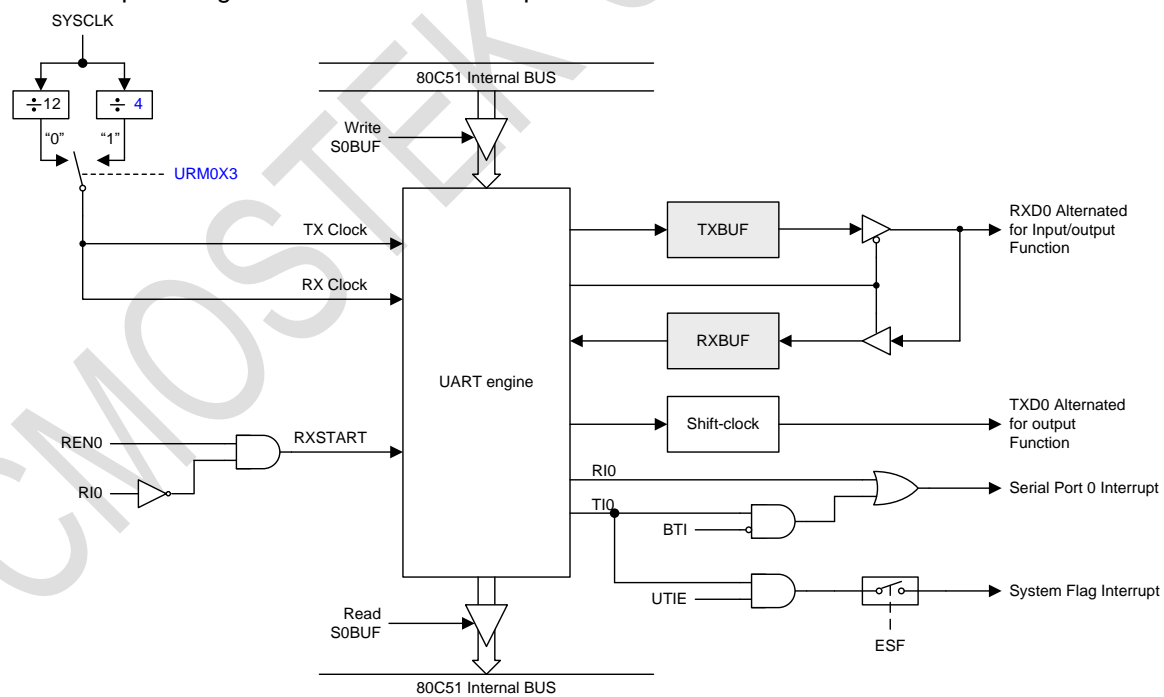 SYSCLK
80C51 Internal BUS
÷12
÷ 4
"0"
"1"
URM0X3
Write
S0BUF
TX Clock
RX Clock
UART engine
TXBUF
RXD0 Alternated
for Input/output
Function
RXBUF
Shift-clock
TXD0 Alternated
for output
Function
REN0
RI0
RXSTART
RI0
TI0
BTI
Serial Port 0 Interrupt
UTIE
System Flag Interrupt
ESF
Read
S0BUF
80C51 Internal BUS
CMOSTEK